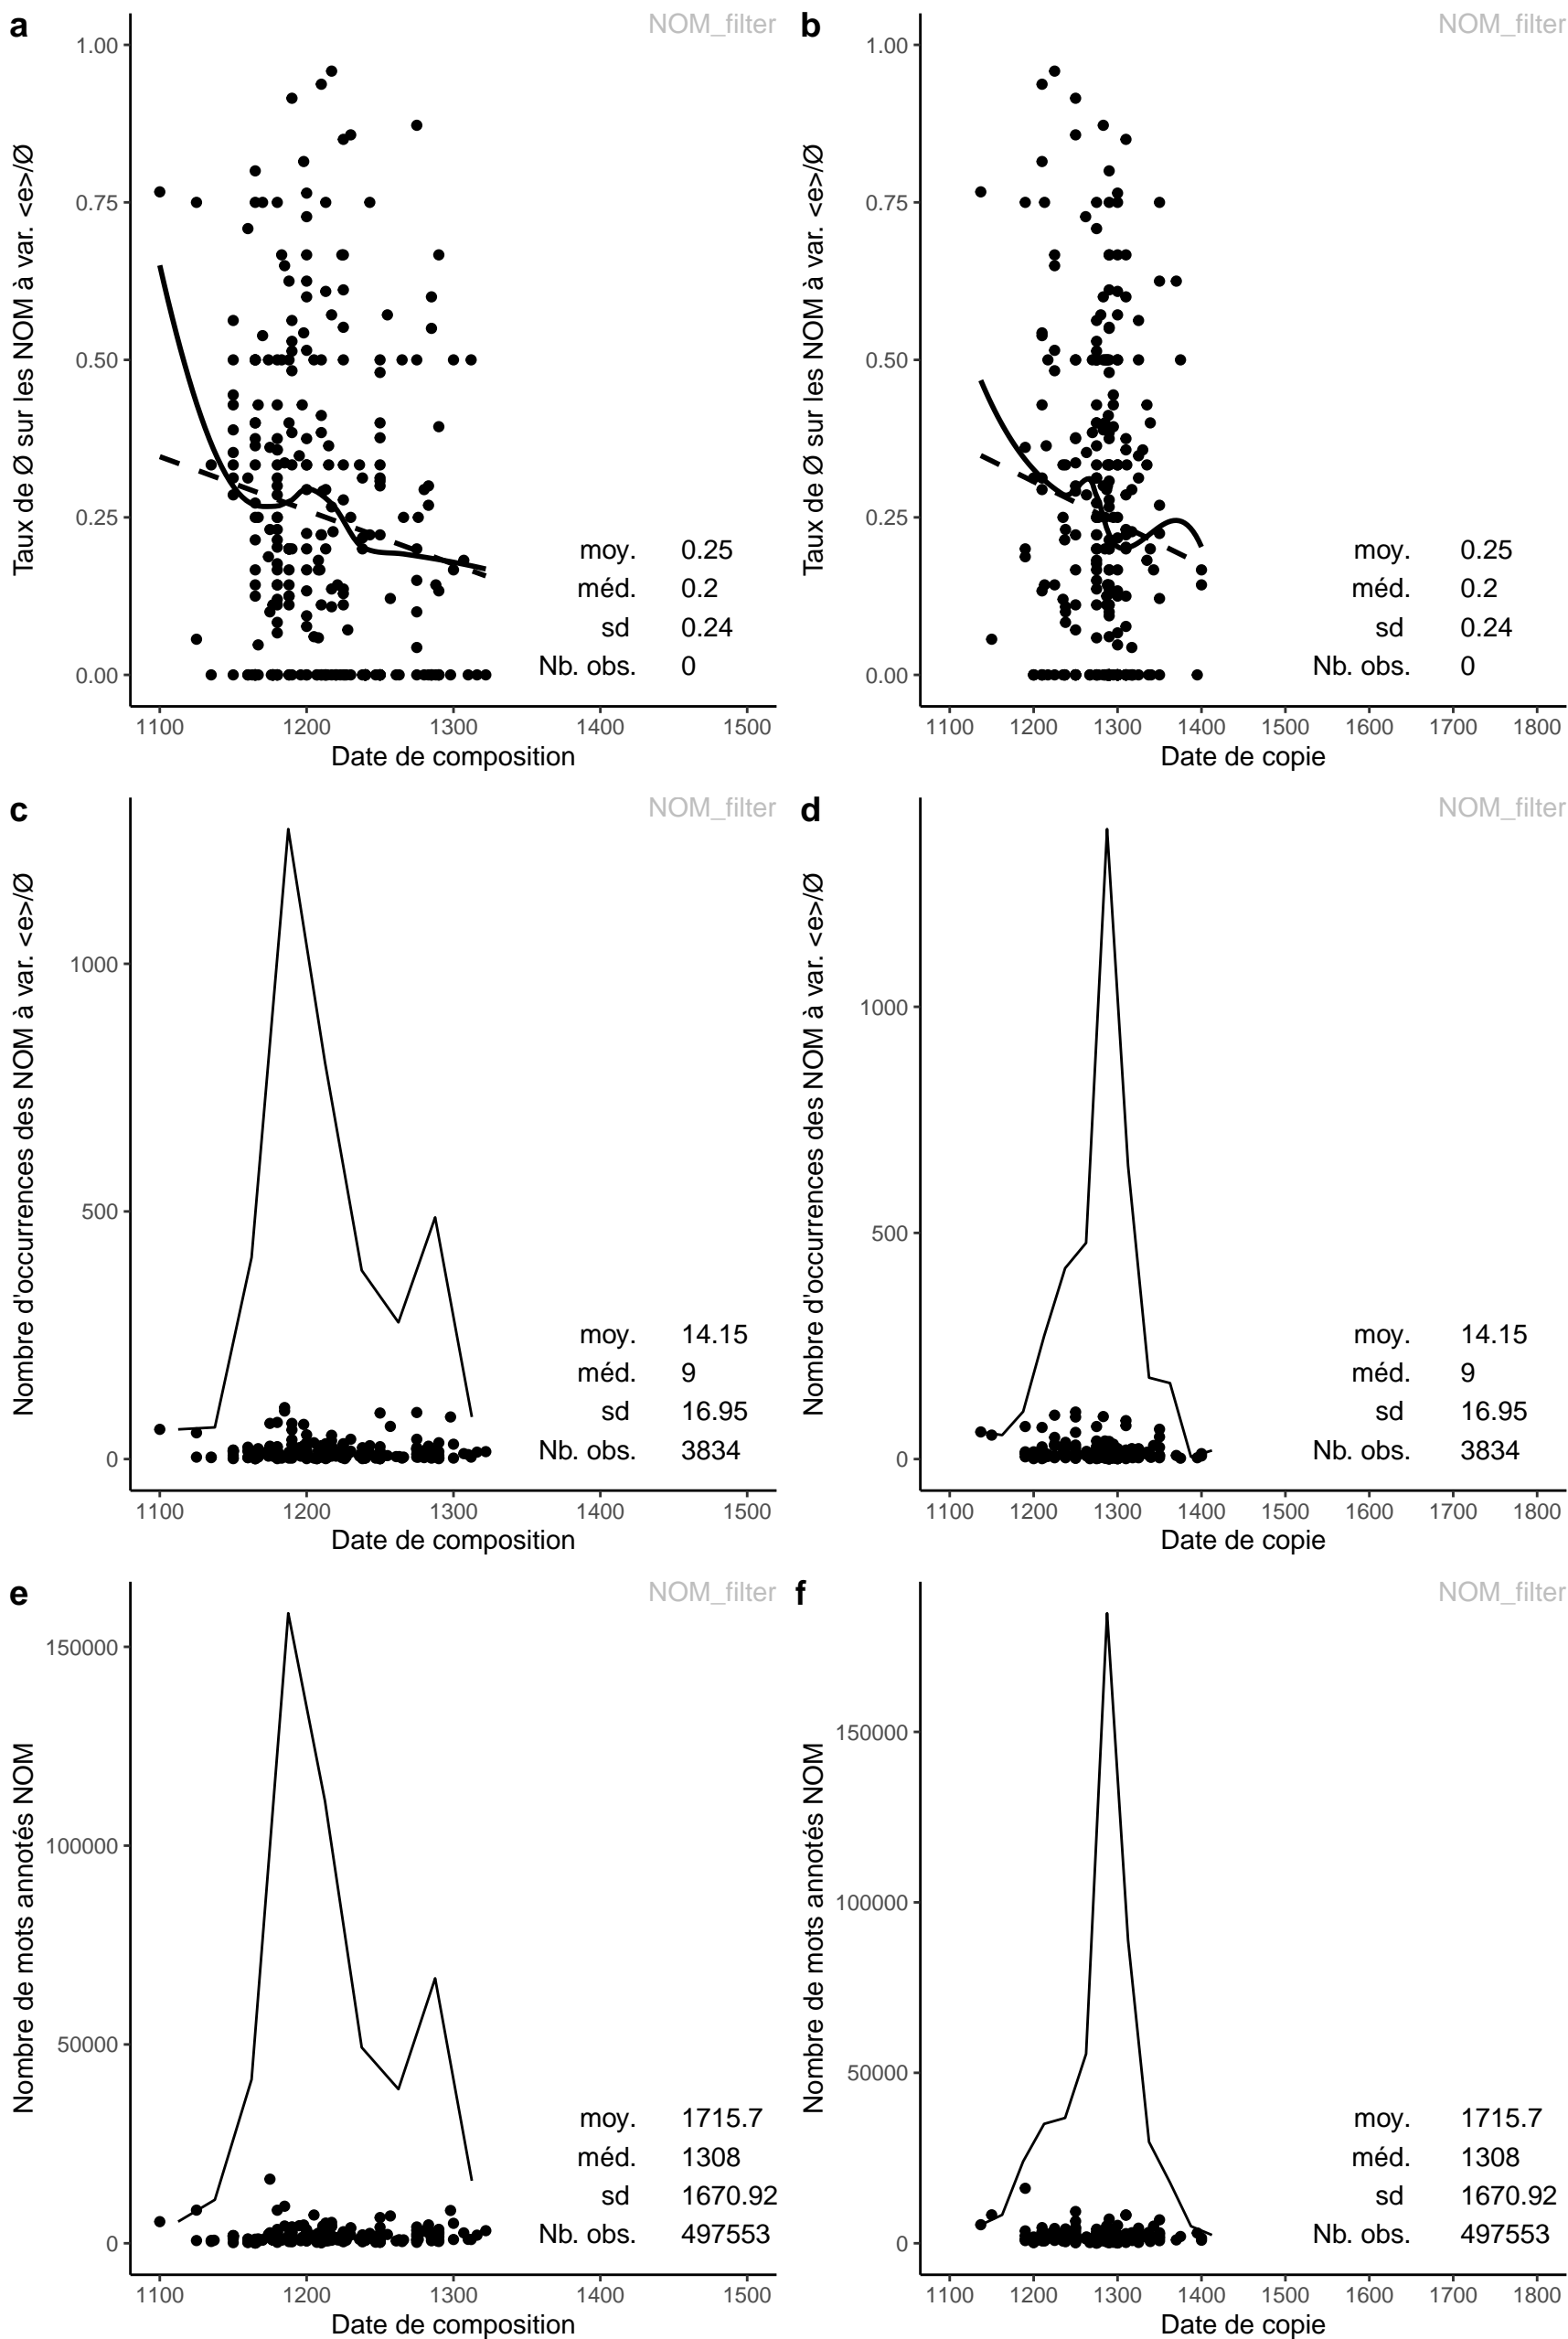 a
NOM_filter
Taux de Ø sur les NOM à var. <e>/Ø
1.00
0.75
0.50
0.25
0.00
moy. 0.25
méd. 0.2
sd 0.24
Nb. obs. 0
1100 1200 1300 1400 1500
Date de composition
b
NOM_filter
Taux de Ø sur les NOM à var. <e>/Ø
1.00
0.75
0.50
0.25
0.00
moy. 0.25
méd. 0.2
sd 0.24
Nb. obs. 0
1100 1200 1300 1400 1500 1600 1700 1800
Date de copie
c
NOM_filter
Nombre d'occurrences des NOM à var. <e>/Ø
1000
500
0
moy. 14.15
méd. 9
sd 16.95
Nb. obs. 3834
1100 1200 1300 1400 1500
Date de composition
d
NOM_filter
Nombre d'occurrences des NOM à var. <e>/Ø
1000
500
0
moy. 14.15
méd. 9
sd 16.95
Nb. obs. 3834
1100 1200 1300 1400 1500 1600 1700 1800
Date de copie
e
NOM_filter
Nombre de mots annotés NOM
150000
100000
50000
0
moy. 1715.7
méd. 1308
sd 1670.92
Nb. obs. 497553
1100 1200 1300 1400 1500
Date de composition
f
NOM_filter
Nombre de mots annotés NOM
150000
100000
50000
0
moy. 1715.7
méd. 1308
sd 1670.92
Nb. obs. 497553
1100 1200 1300 1400 1500 1600 1700 1800
Date de copie